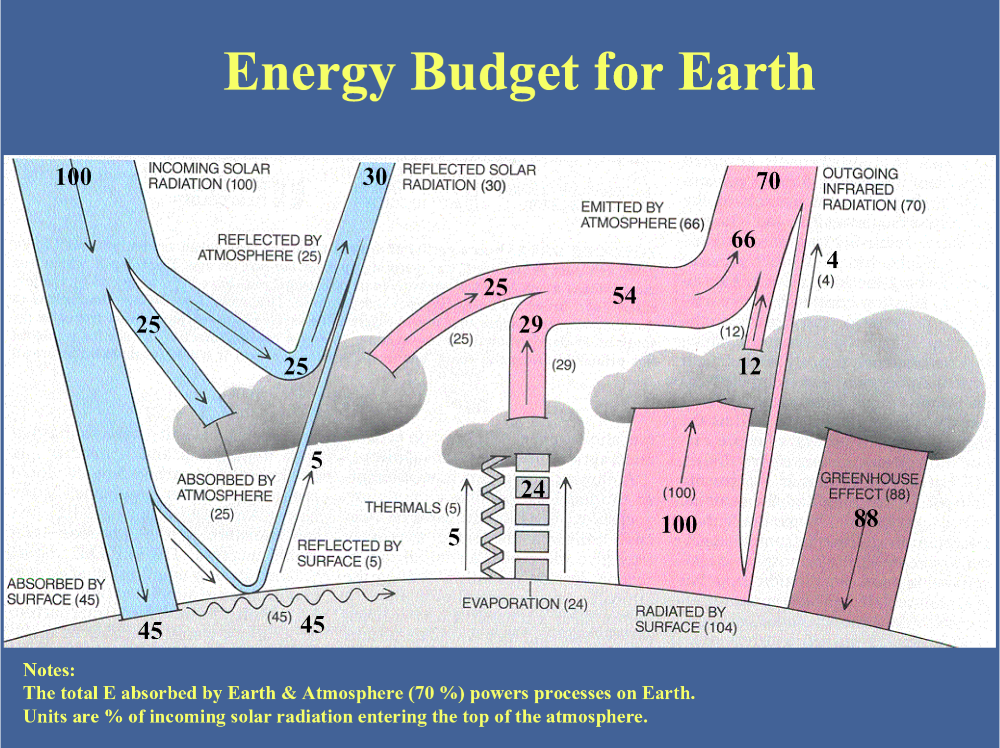 Energy Budget for Earth
100
INCOMING SOLAR
RADIATION (100)
30
REFLECTED SOLAR
RADIATION (30)
70
OUTGOING
INFRARED
RADIATION (70)
EMITTED BY
ATMOSPHERE (66)
66
REFLECTED BY
ATMOSPHERE (25)
4
(4)
25
25
25
(25)
29
(29)
54
(12)
12
5
ABSORBED BY
ATMOSPHERE
(25)
THERMALS (5)
5
24
(100)
100
GREENHOUSE
EFFECT (88)
88
REFLECTED BY
SURFACE (5)
ABSORBED BY
SURFACE (45)
45
(45)
45
EVAPORATION (24)
RADIATED BY
SURFACE (104)
Notes:
The total E absorbed by Earth & Atmosphere (70 %) powers processes on Earth.
Units are % of incoming solar radiation entering the top of the atmosphere.